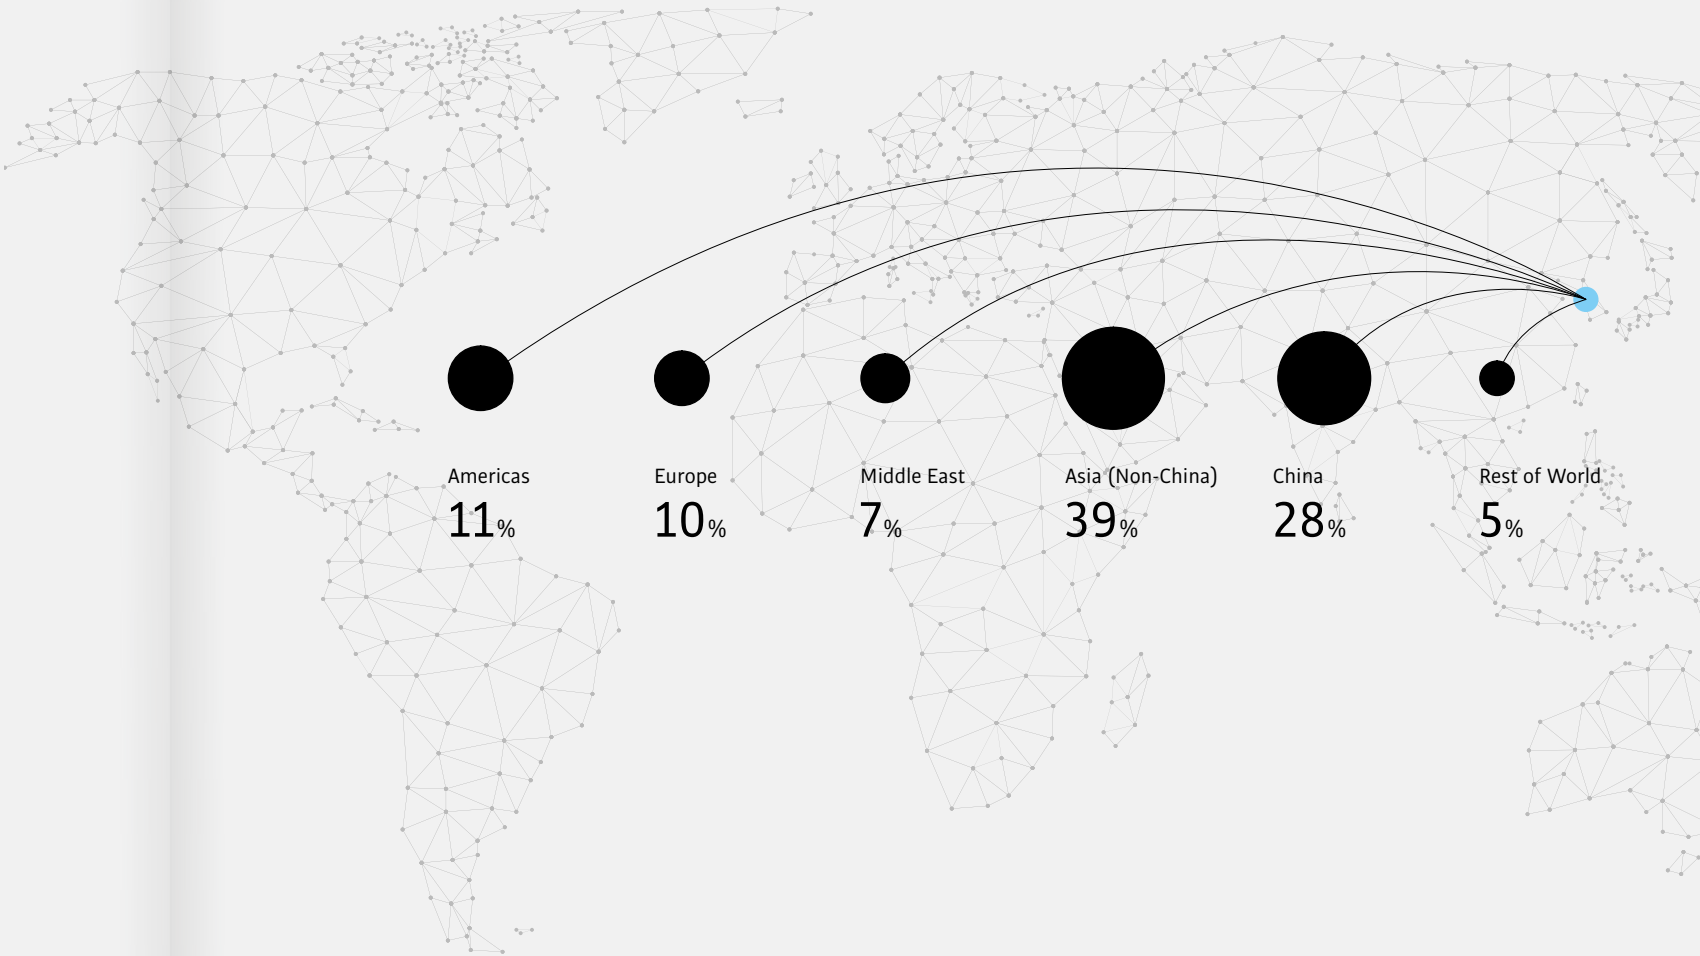 Americas
11%
Europe
10%
Middle East
7%
Asia (Non-China)
39%
China
28%
Rest of World
5%